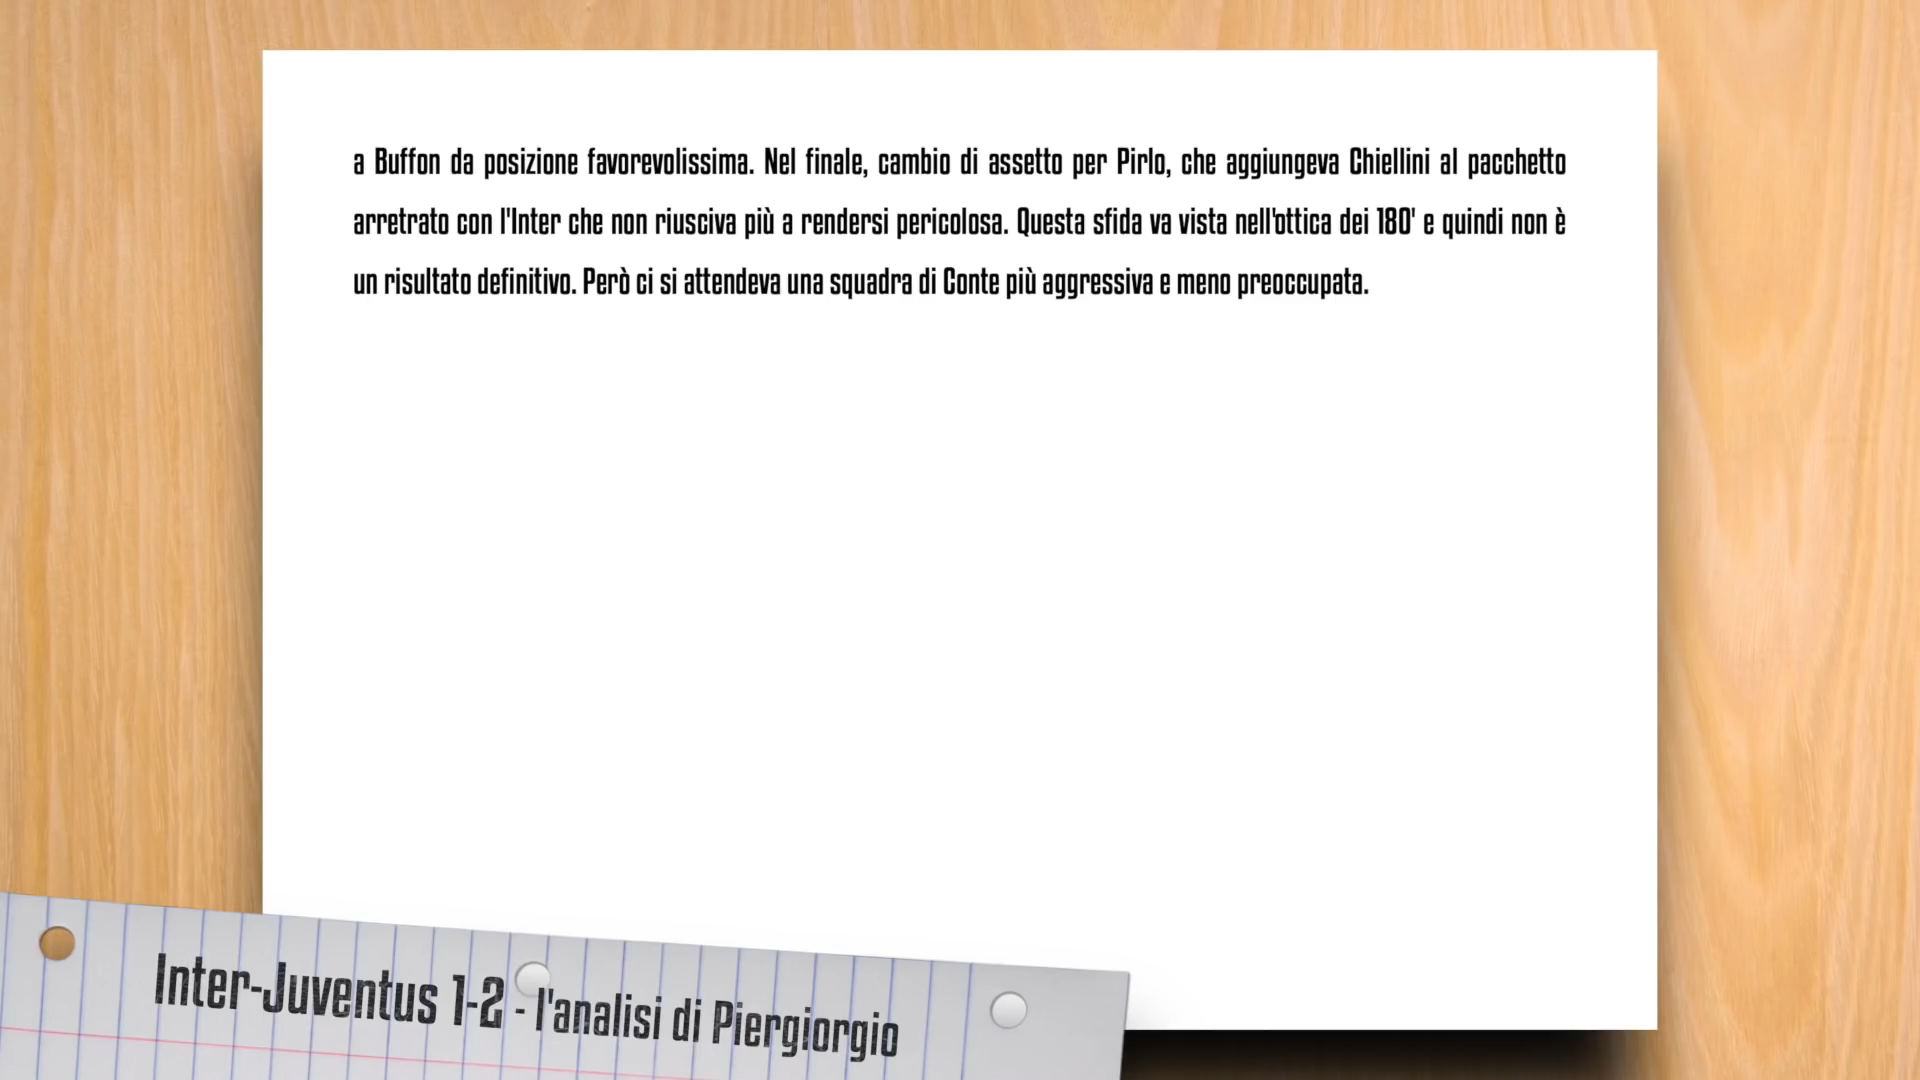 a Buffon da posizione favorevolissima. Nel finale, cambio di assetto per Pirlo, che aggiungeva Chiellini al pacchetto
arretrato con l'Inter che non riusciva più a rendersi pericolosa. Questa sfida va vista nell'ottica dei 180' e quindi non è
un risultato definitivo. Però ci si attendeva una squadra di Conte più aggressiva e meno preoccupata.
Inter-Juventus 1-2 - l'analisi di Piergiorgio